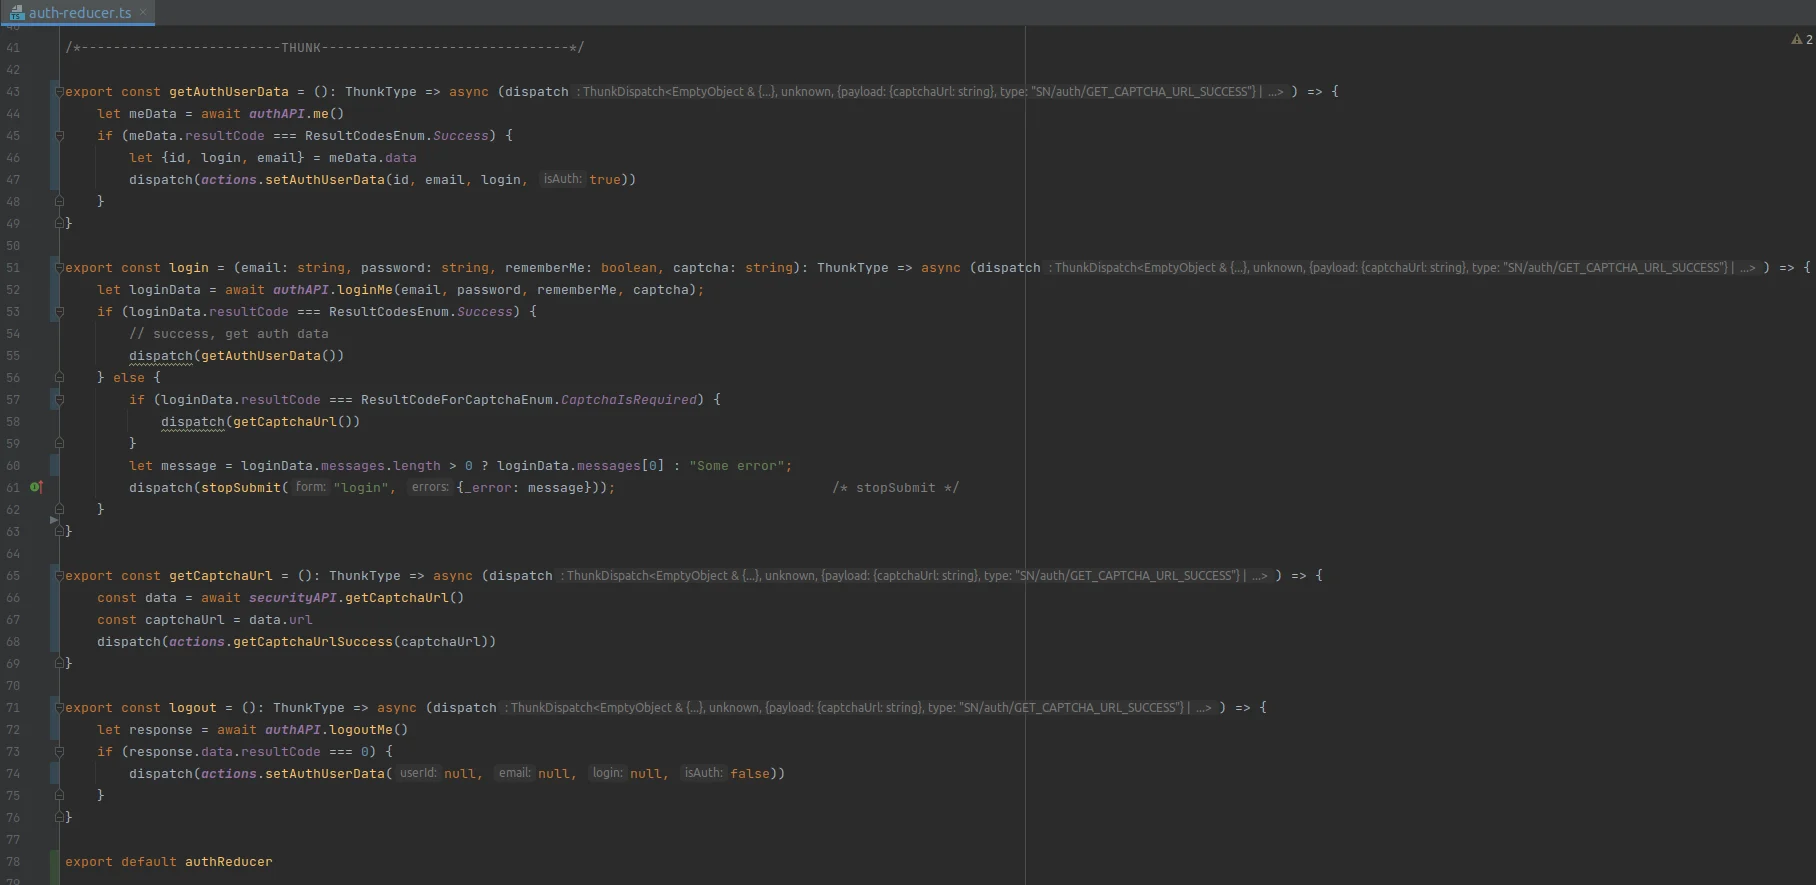 auth-reducer.ts
2
41 /*-------------------------THUNK-------------------------------*/
42
43 export const getAuthUserData = (): ThunkType => async (dispatch : ThunkDispatch<EmptyObject & {...}, unknown, {payload: {captchaUrl: string}, type: "SN/auth/GET_CAPTCHA_URL_SUCCESS"} | ...> ) => {
44 let meData = await authAPI.me()
45 if (meData.resultCode === ResultCodesEnum.Success) {
46 let {id, login, email} = meData.data
47 dispatch(actions.setAuthUserData(id, email, login, isAuth: true))
48 }
49 }
50
51 export const login = (email: string, password: string, rememberMe: boolean, captcha: string): ThunkType => async (dispatch : ThunkDispatch<EmptyObject & {...}, unknown, {payload: {captchaUrl: string}, type: "SN/auth/GET_CAPTCHA_URL_SUCCESS"} | ...> ) => {
52 let loginData = await authAPI.loginMe(email, password, rememberMe, captcha);
53 if (loginData.resultCode === ResultCodesEnum.Success) {
54 // success, get auth data
55 dispatch(getAuthUserData())
56 } else {
57 if (loginData.resultCode === ResultCodeForCaptchaEnum.CaptchaIsRequired) {
58 dispatch(getCaptchaUrl())
59 }
60 let message = loginData.messages.length > 0 ? loginData.messages[0] : "Some error";
61 dispatch(stopSubmit( form: "login", errors: {_error: message})); /* stopSubmit */
62 }
63 }
64
65 export const getCaptchaUrl = (): ThunkType => async (dispatch : ThunkDispatch<EmptyObject & {...}, unknown, {payload: {captchaUrl: string}, type: "SN/auth/GET_CAPTCHA_URL_SUCCESS"} | ...> ) => {
66 const data = await securityAPI.getCaptchaUrl()
67 const captchaUrl = data.url
68 dispatch(actions.getCaptchaUrlSuccess(captchaUrl))
69 }
70
71 export const logout = (): ThunkType => async (dispatch : ThunkDispatch<EmptyObject & {...}, unknown, {payload: {captchaUrl: string}, type: "SN/auth/GET_CAPTCHA_URL_SUCCESS"} | ...> ) => {
72 let response = await authAPI.logoutMe()
73 if (response.data.resultCode === 0) {
74 dispatch(actions.setAuthUserData( userId: null, email: null, login: null, isAuth: false))
75 }
76 }
77
78 export default authReducer
79